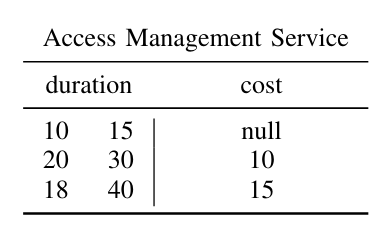 Access Management Service
duration cost
10 15 null
20 30 10
18 40 15